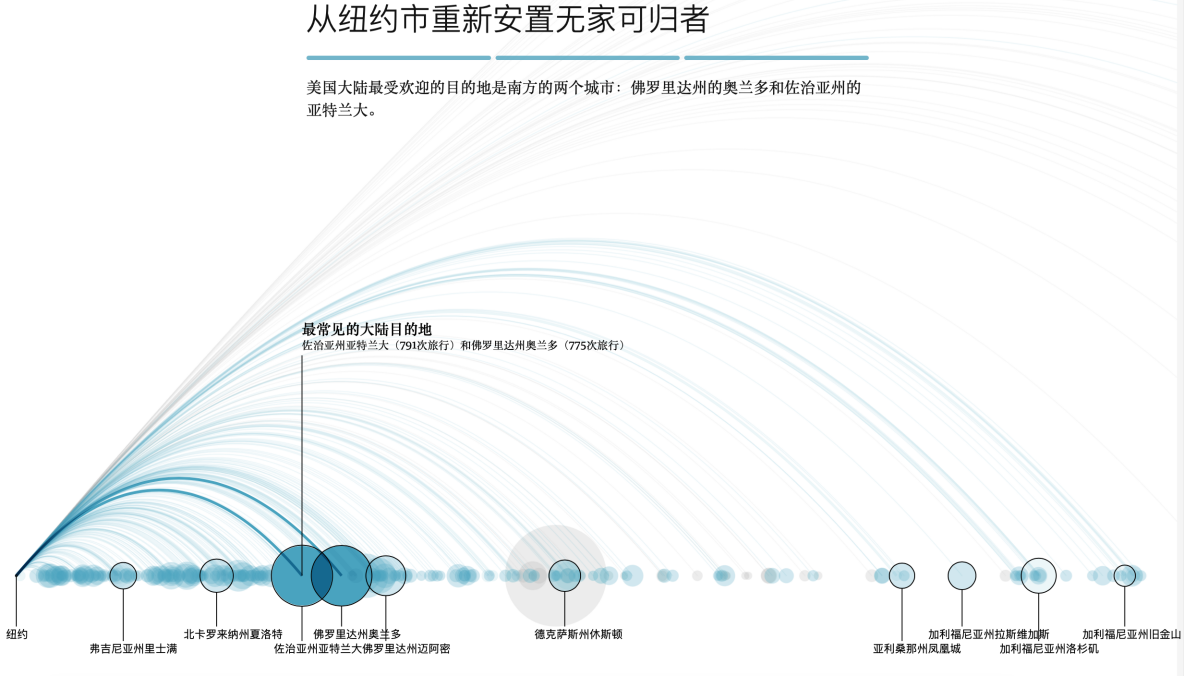 从纽约市重新安置无家可归者
美国大陆最受欢迎的目的地是南方的两个城市：佛罗里达州的奥兰多和佐治亚州的
亚特兰大。
最常见的大陆目的地
佐治亚州亚特兰大（791次旅行）和佛罗里达州奥兰多（775次旅行）
纽约
弗吉尼亚州里士满
北卡罗来纳州夏洛特
佐治亚州亚特兰大
佛罗里达州奥兰多
佛罗里达州迈阿密
德克萨斯州休斯顿
亚利桑那州凤凰城
加利福尼亚州拉斯维加斯
加利福尼亚州洛杉矶
加利福尼亚州旧金山